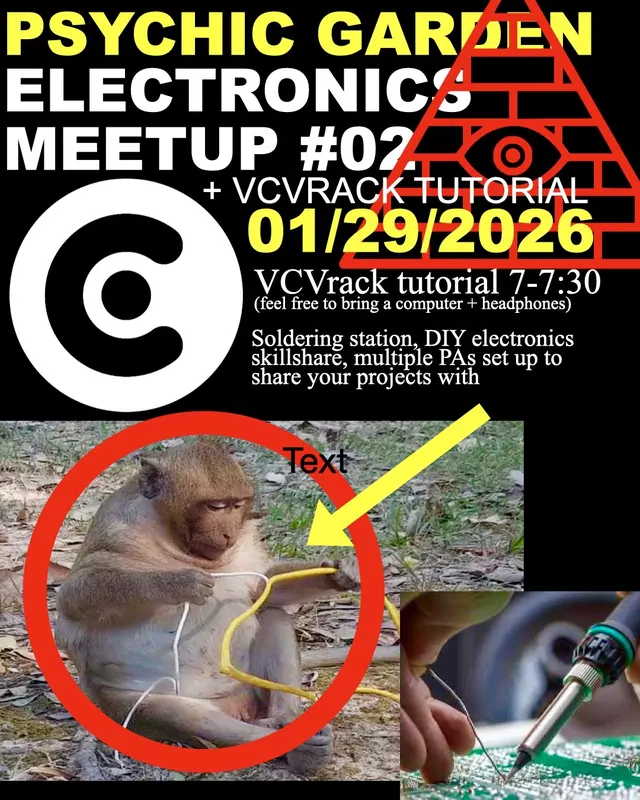 PSYCHIC GARDEN
ELECTRONICS
MEETUP #02
+ VCVRACK TUTORIAL
01/29/2026
VCVrack tutorial 7-7:30
(feel free to bring a computer + headphones)
Soldering station, DIY electronics
skillshare, multiple PAs set up to
share your projects with
Text